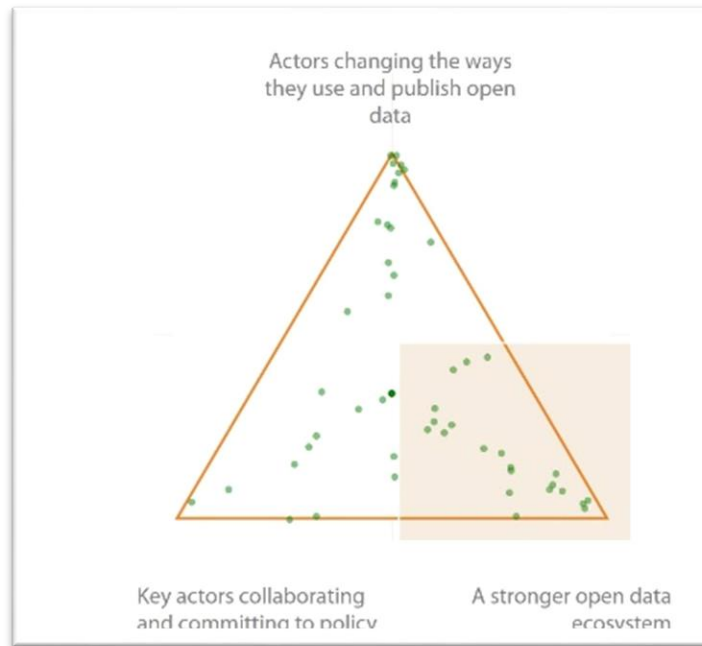 Actors changing the ways
they use and publish open
data
Key actors collaborating
and committing to policy
A stronger open data
ecosystem